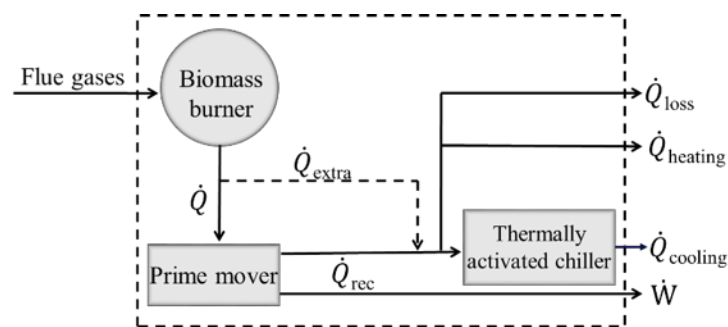 Flue gases
Biomass
burner
Q̇
Q̇extra
Q̇loss
Q̇heating
Prime mover
Q̇rec
Thermally
activated chiller
Q̇cooling
Ẇ